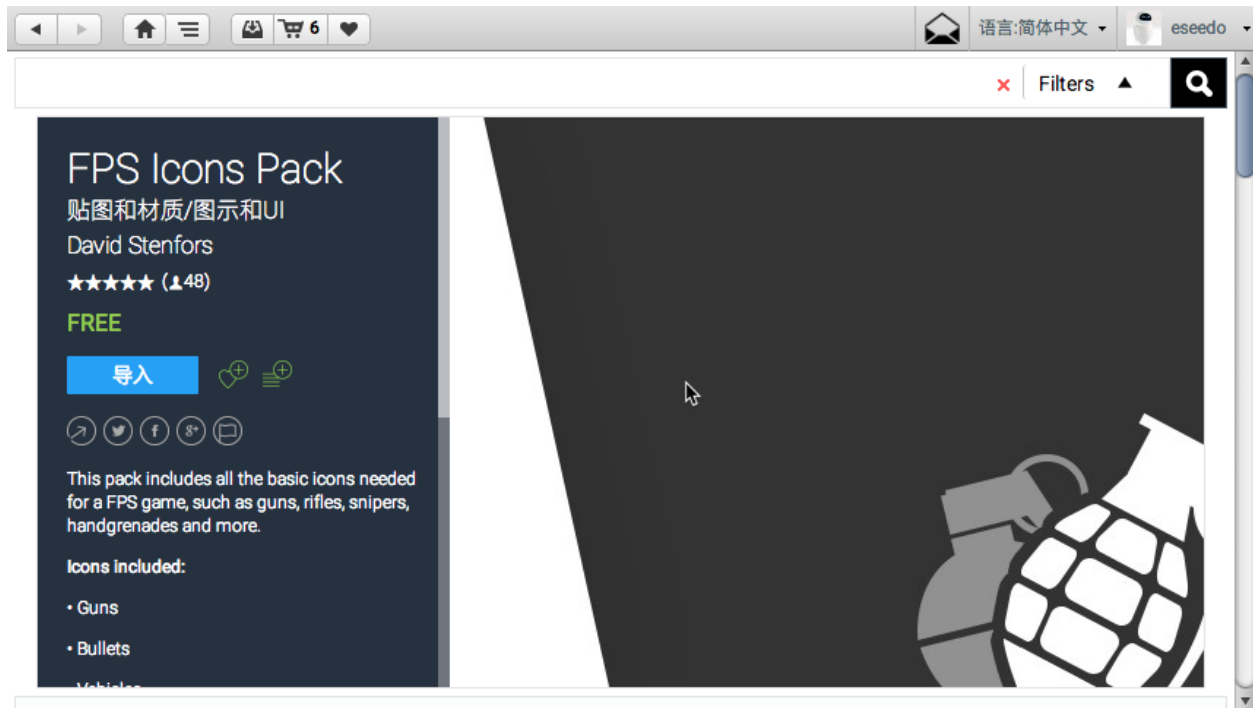 6
语言:简体中文
eseedo
Filters
FPS Icons Pack
贴图和材质/图示和UI
David Stenfors
★★★★★ (48)
FREE
导入
This pack includes all the basic icons needed
for a FPS game, such as guns, rifles, snipers,
handgrenades and more.
Icons included:
• Guns
• Bullets